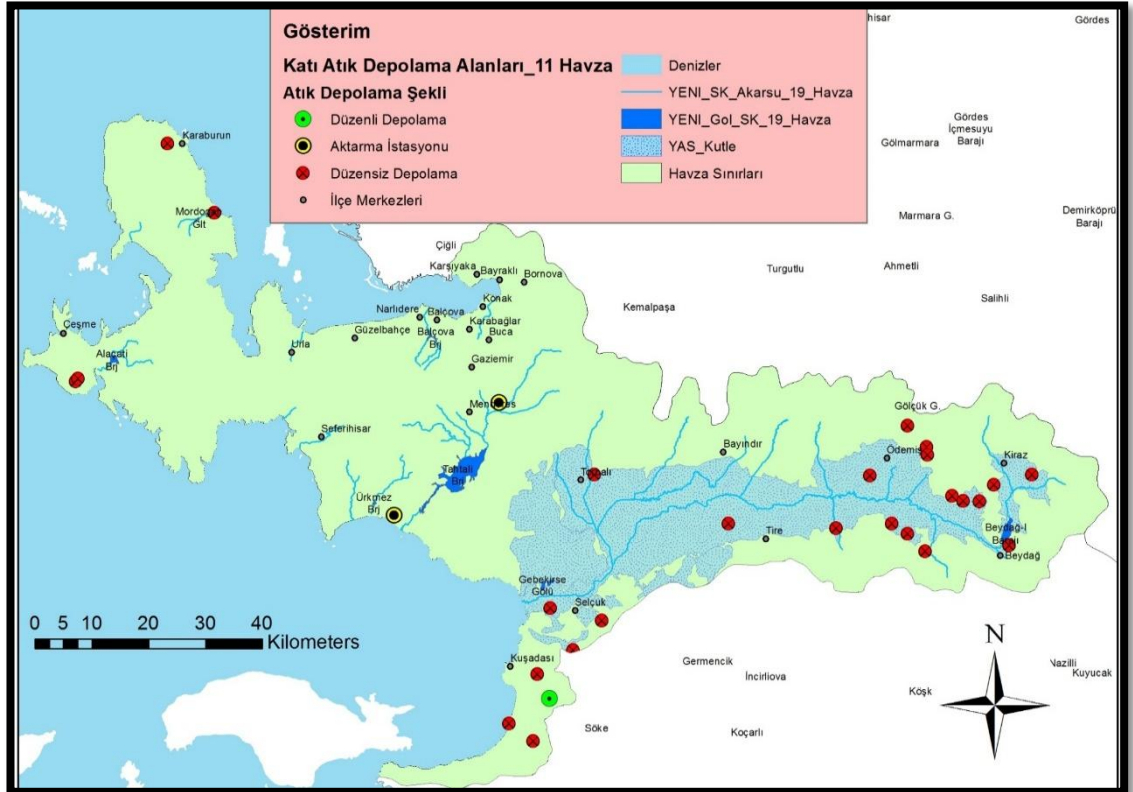 Gösterim
Katı Atık Depolama Alanları_11 Havza
Atık Depolama Şekli
Düzenli Depolama
Aktarma İstasyonu
Düzensiz Depolama
İlçe Merkezleri
Denizler
YENI_SK_Akarsu_19_Havza
YENI_Gol_SK_19_Havza
YAS_Kutle
Havza Sınırları
hisar
Gördes
Gördes
İçmesuyu
Barajı
Gölmarmara
Marmara G.
Demirköprü
Barajı
Karaburun
Mordoğan
Glt
Çiğli
Karşıyaka
Bayraklı
Bornova
Turgutlu
Ahmetli
Salihli
Kemalpaşa
Konak
Narlıdere
Balçova
Balçova
Brj
Karabağlar
Buca
Güzelbahçe
Urla
Çeşme
Alaçatı
Brj
Gaziemir
Menderes
Seferihisar
Tahtalı
Brj
Ürkmez
Brj
Torbalı
Bayındır
Gölçük G.
Ödemiş
Kiraz
Tire
Beydağ-I
Barajı
Beydağ
Gebekirse
Gölü
Selçuk
0 5 10 20 30 40
Kilometers
Kuşadası
Germencik
İncirliova
Köşk
Nazilli
Kuyucak
Söke
Koçarlı
N